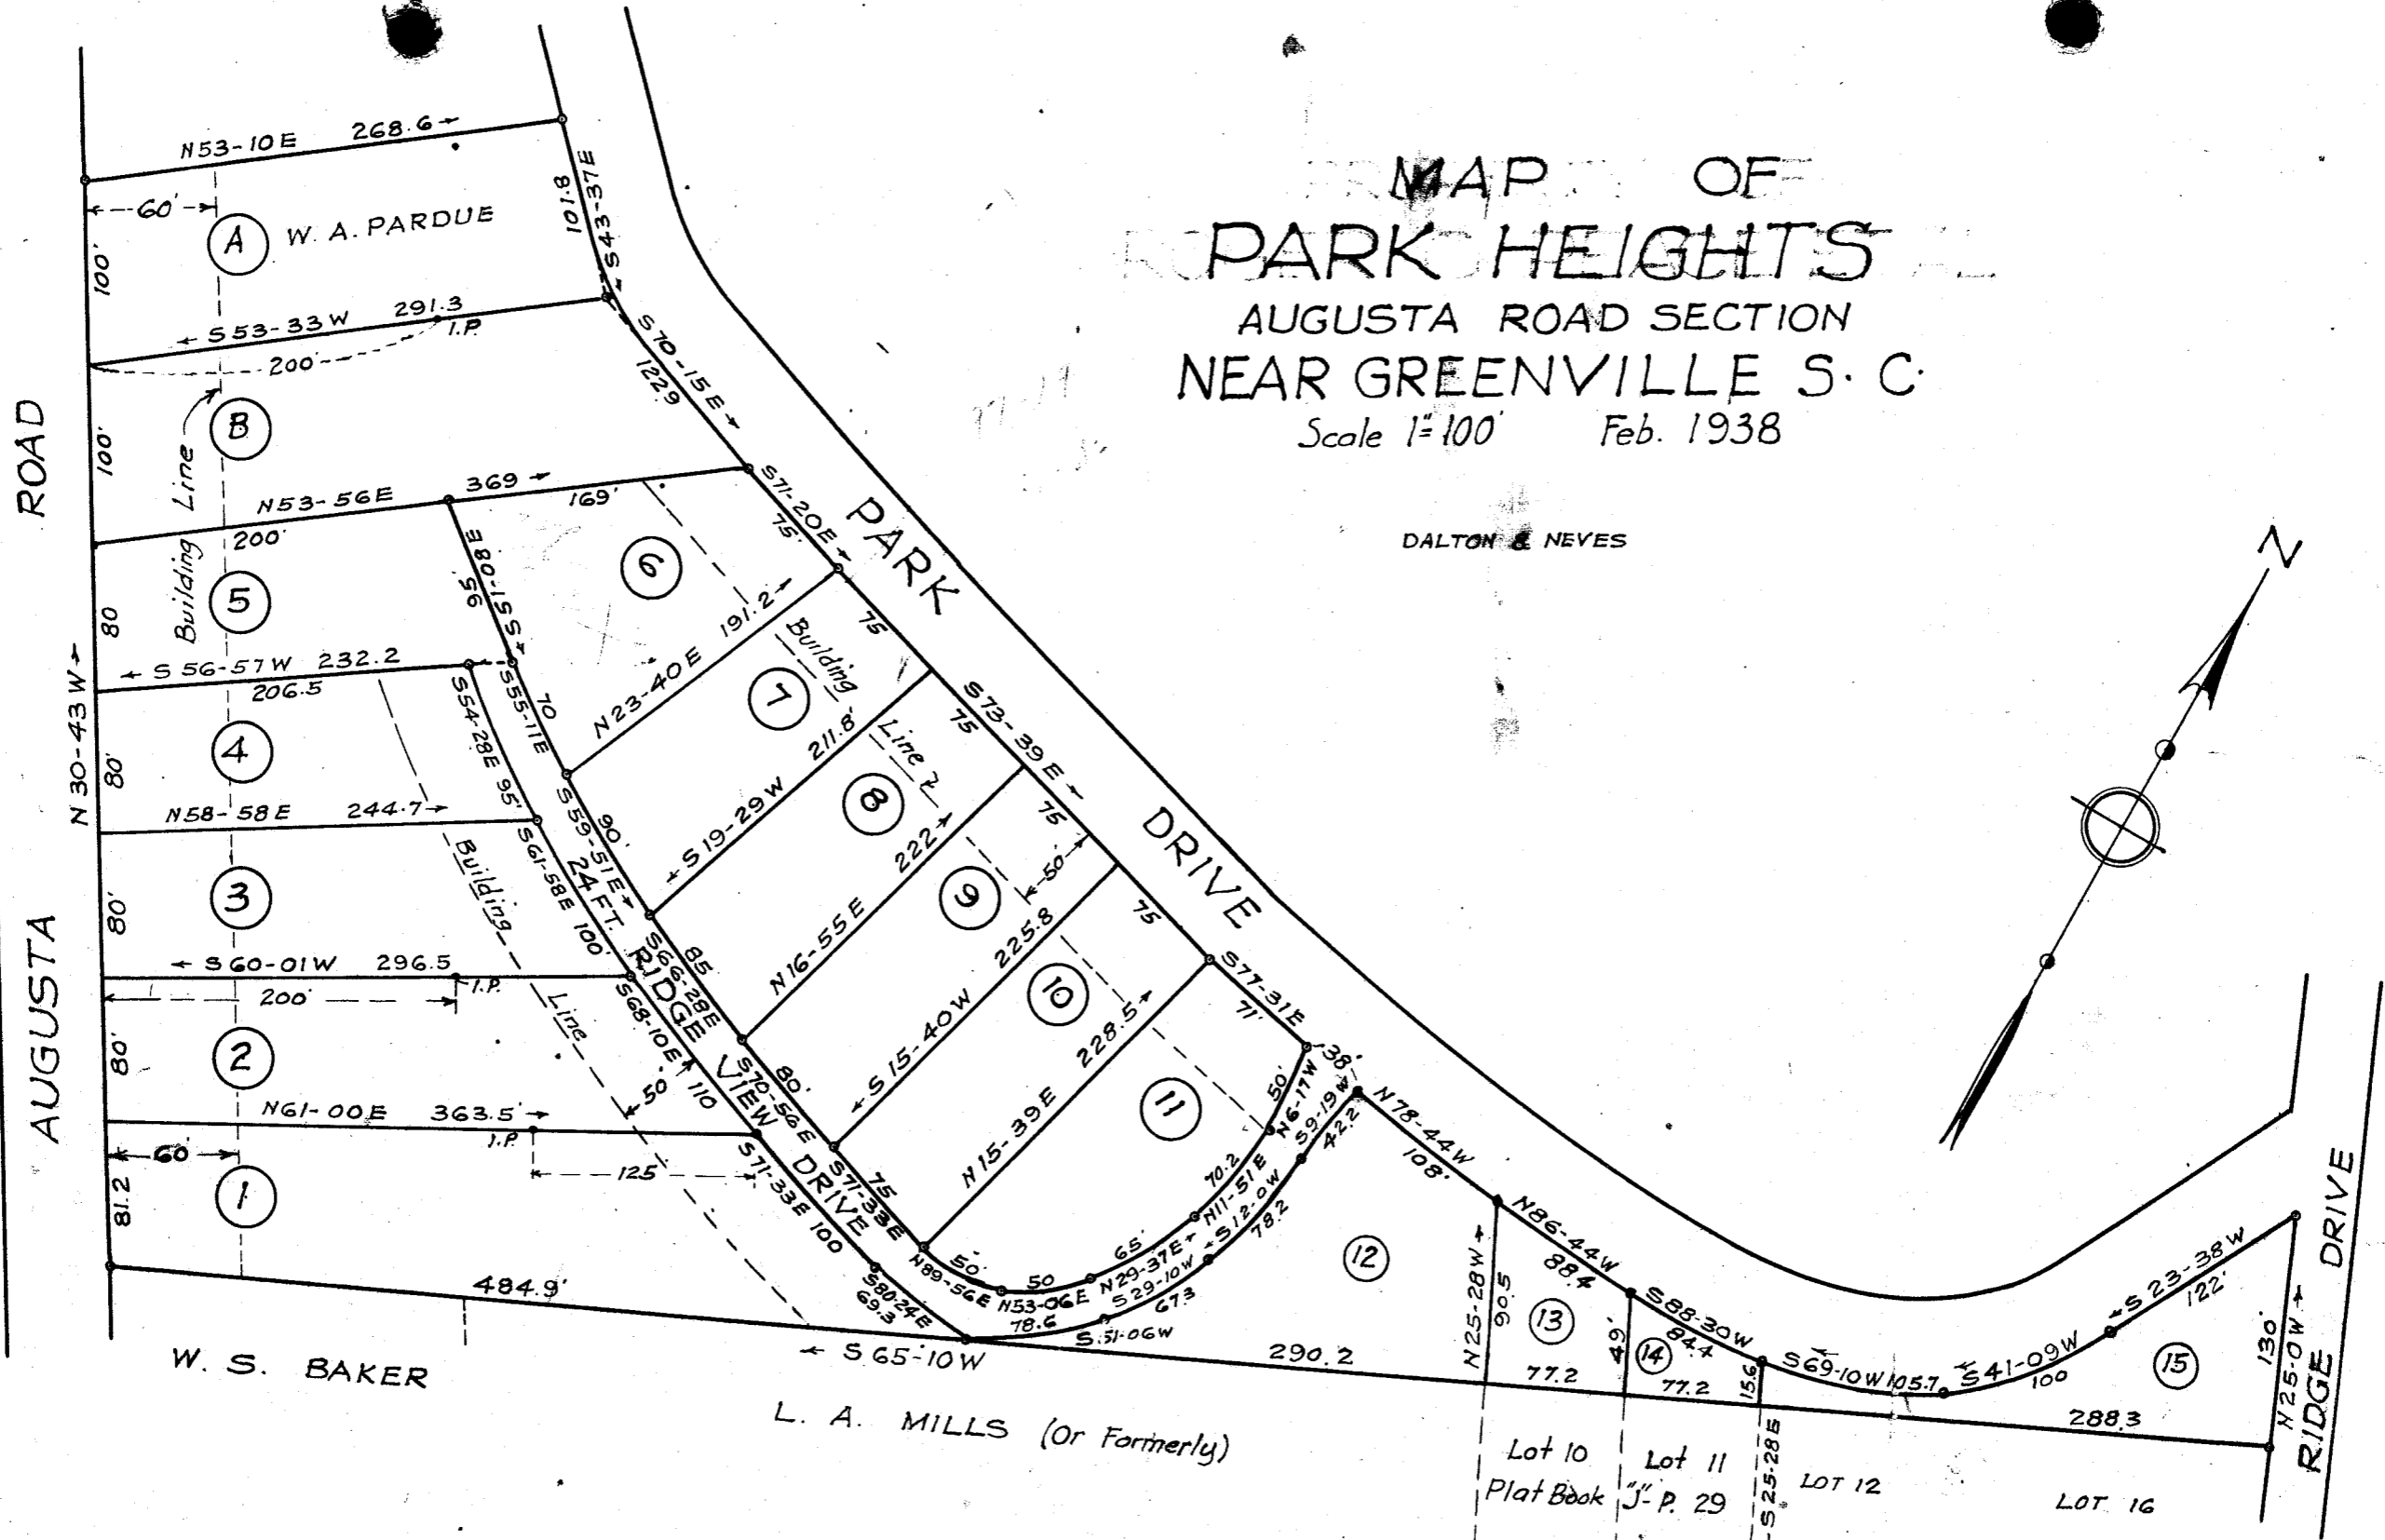 MAP OF
PARK HEIGHTS
AUGUSTA ROAD SECTION
NEAR GREENVILLE S. C.
Scale 1"=100' Feb. 1938
DALTON & NEVES
N
AUGUSTA ROAD
N 30-43 W
N53-10E 268.6
60'
A
W. A. PARDUE
100'
101.8
S43-37E
S53-33W 291.3
I.P.
200'
B
Building Line
100'
S70-15E
122.9
N53-56E 369
200'
169'
5
80
S51-08E
95'
6
S71-20E
75'
S56-57W 232.2
206.5
4
80'
S54-28E 95'
S55-11E
70
N23-40E 191.2
7
75
Building
Line
N58-58E 244.7
3
80'
S61-58E 100'
S59-51E
90'
24 FT.
RIDGE VIEW DRIVE
S19-29W 211.8'
8
75
S73-39E
PARK DRIVE
S60-01W 296.5
I.P.
200'
2
80'
Building
Line
S68-10E 110
50'
S66-28E
85
N16-55E 222
9
75
50'
N61-00E 363.5'
I.P.
125
60'
1
81.2
S71-33E 100
S70-56E
80'
S15-40W 225.8
10
75
S71-33E
75
N15-39E 228.5
11
S77-31E
71'
38'
50'
N6-17W
S9-19W
42.2
70.2
N11-51E
S12-0W
78.2
65'
N29-37E
S29-10W
67.3
50
N53-06E
78.6
S51-06W
50'
N89-56E
S80-24E
69.3
484.9'
S65-10W
W. S. BAKER
L. A. MILLS (Or Formerly)
12
N78-44W
108'
290.2
N25-28W
90.5
13
N86-44W
88.4
77.2
49'
14
S88-30W
84.4
77.2
15.6
S69-10W 105.7
S41-09W
100
S23-38W
122'
15
130'
N25-0W
288.3
RIDGE DRIVE
Lot 10
Plat Book
Lot 11
"J"- P. 29
S25-28E
LOT 12
LOT 16